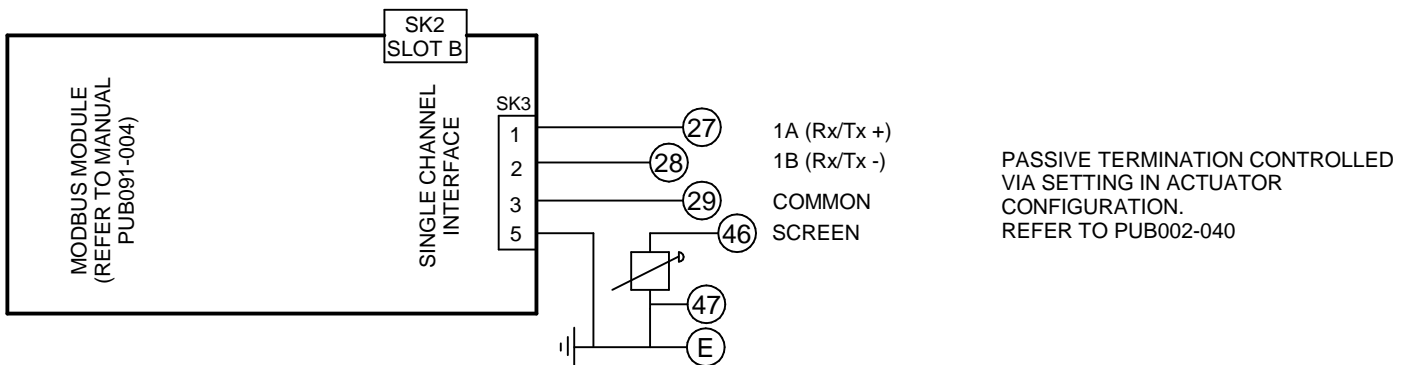 SK2
SLOT B
MODBUS MODULE
(REFER TO MANUAL
PUB091-004)
SINGLE CHANNEL
INTERFACE
SK3
1
27
1A (Rx/Tx +)
2
28
1B (Rx/Tx -)
3
29
COMMON
5
46
SCREEN
47
E
PASSIVE TERMINATION CONTROLLED
VIA SETTING IN ACTUATOR
CONFIGURATION.
REFER TO PUB002-040